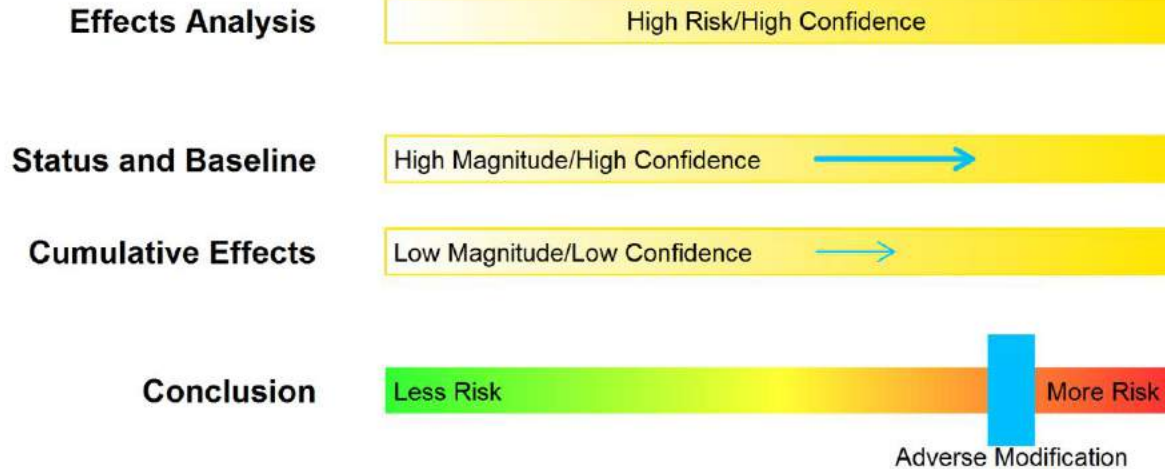 Effects Analysis High Risk/High Confidence
Status and Baseline High Magnitude/High Confidence
Cumulative Effects Low Magnitude/Low Confidence
Conclusion Less Risk More Risk
Adverse Modification